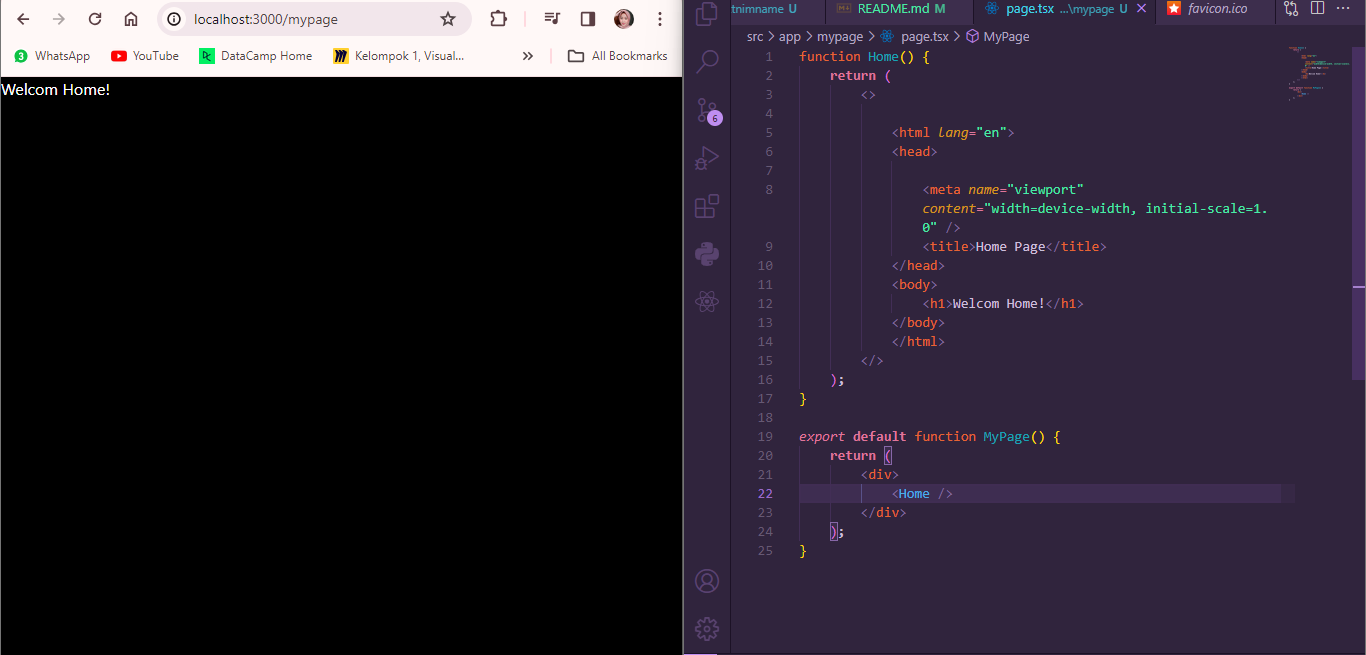 localhost:3000/mypage
WhatsApp
YouTube
DataCamp Home
Kelompok 1, Visual...
All Bookmarks
Welcom Home!
tnimname U
README.md M
page.tsx ...\mypage U
favicon.ico
src > app > mypage > page.tsx > MyPage
6
1 function Home() {
2 return (
3 <>
4
5 <html lang="en">
6 <head>
7
8 <meta name="viewport"
content="width=device-width, initial-scale=1.
0" />
9 <title>Home Page</title>
10 </head>
11 <body>
12 <h1>Welcom Home!</h1>
13 </body>
14 </html>
15 </>
16 );
17 }
18
19 export default function MyPage() {
20 return (
21 <div>
22 <Home />
23 </div>
24 );
25 }